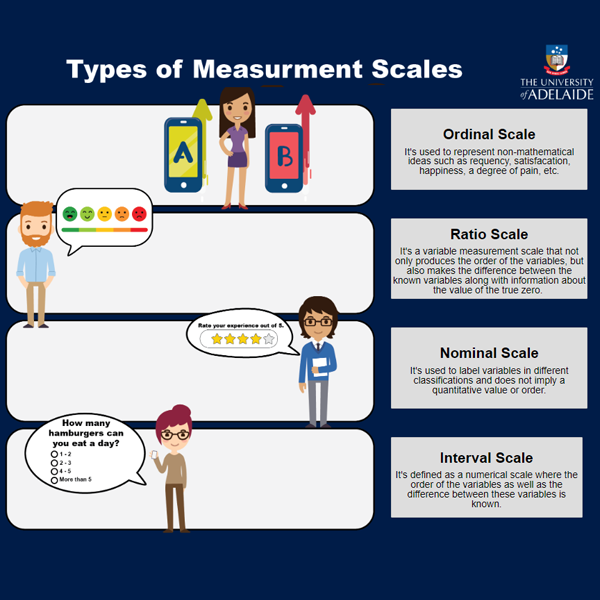 Types of Measurment Scales
THE UNIVERSITY
of ADELAIDE
A
B
Ordinal Scale
It's used to represent non-mathematical
ideas such as requency, satisfacation,
happiness, a degree of pain, etc.
Ratio Scale
It's a variable measurement scale that not
only produces the order of the variables, but
also makes the difference between the
known variables along with information about
the value of the true zero.
Rate your experience out of 5.
Nominal Scale
It's used to label variables in different
classifications and does not imply a
quantitative value or order.
How many
hamburgers can
you eat a day?
1 - 2
2 - 3
4 - 5
More than 5
Interval Scale
It's defined as a numerical scale where the
order of the variables as well as the
difference between these variables is
known.